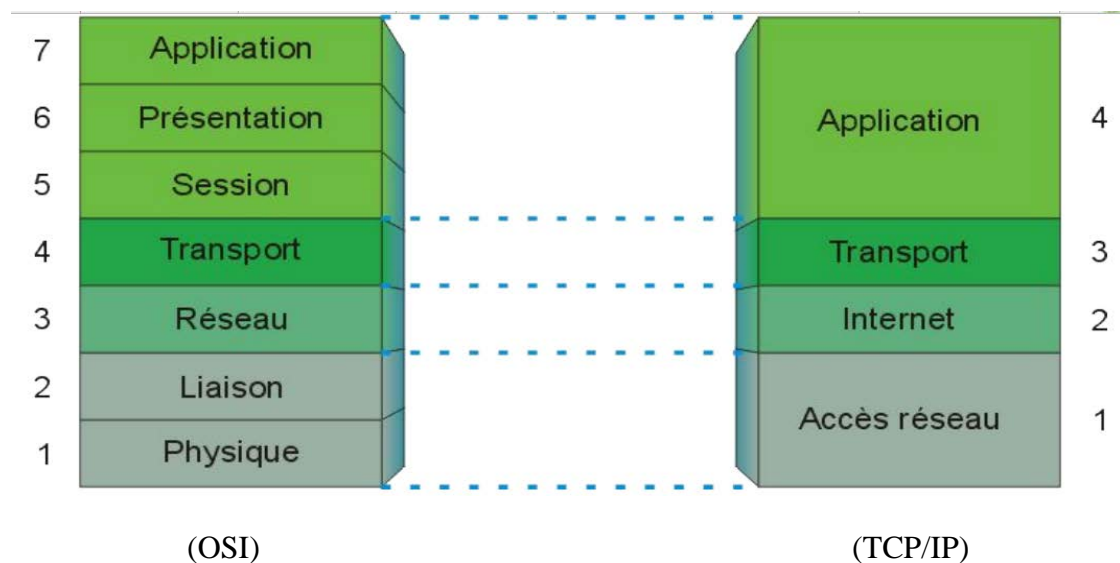 7 Application
6 Présentation
5 Session
4 Transport
3 Réseau
2 Liaison
1 Physique
(OSI)
Application 4
Transport 3
Internet 2
Accès réseau 1
(TCP/IP)